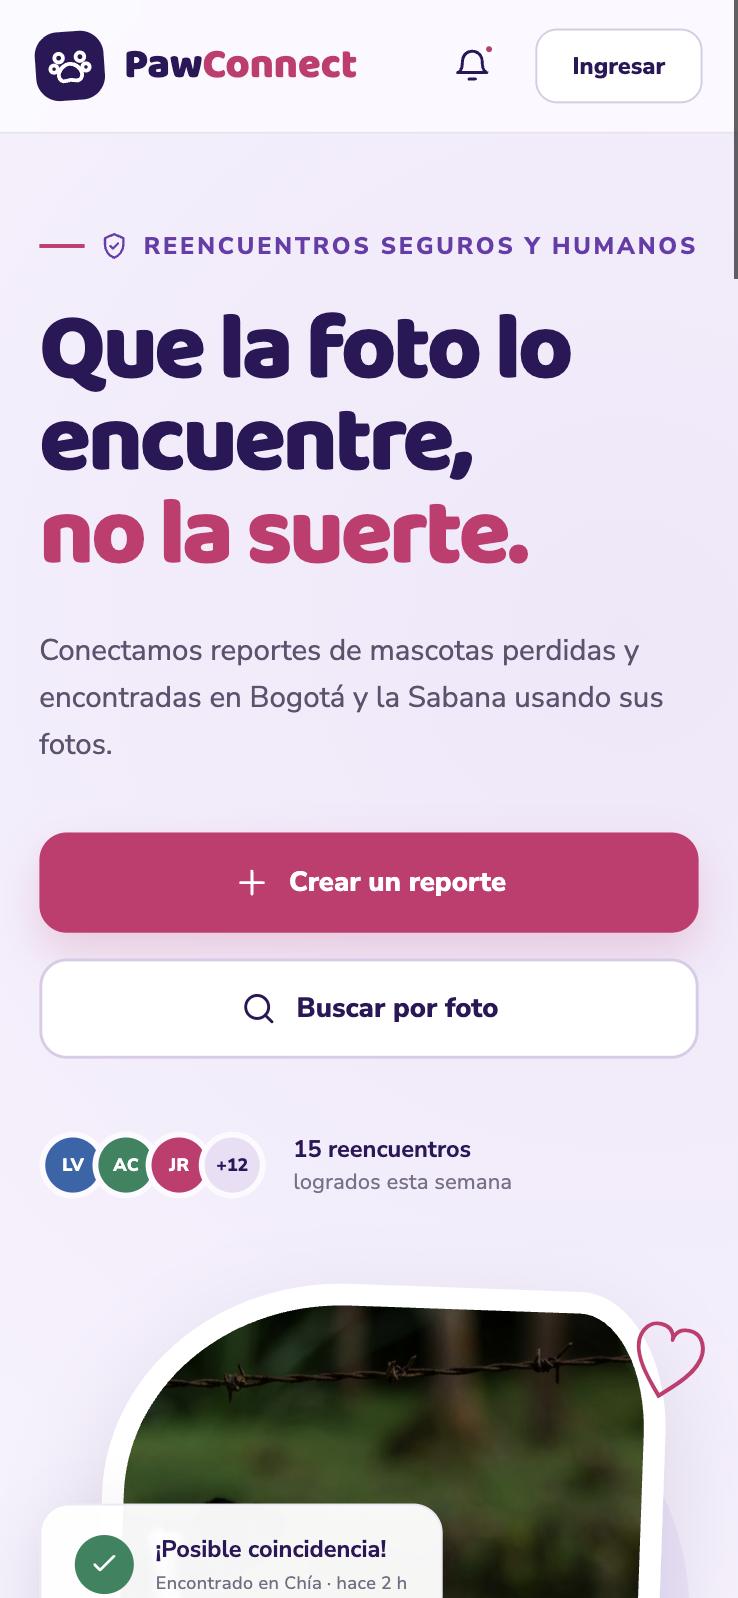 PawConnect
Ingresar
REENCUENTROS SEGUROS Y HUMANOS
Que la foto lo
encuentre,
no la suerte.
Conectamos reportes de mascotas perdidas y
encontradas en Bogotá y la Sabana usando sus
fotos.
Crear un reporte
Buscar por foto
LV AC JR +12
15 reencuentros
logrados esta semana
¡Posible coincidencia!
Encontrado en Chía · hace 2 h